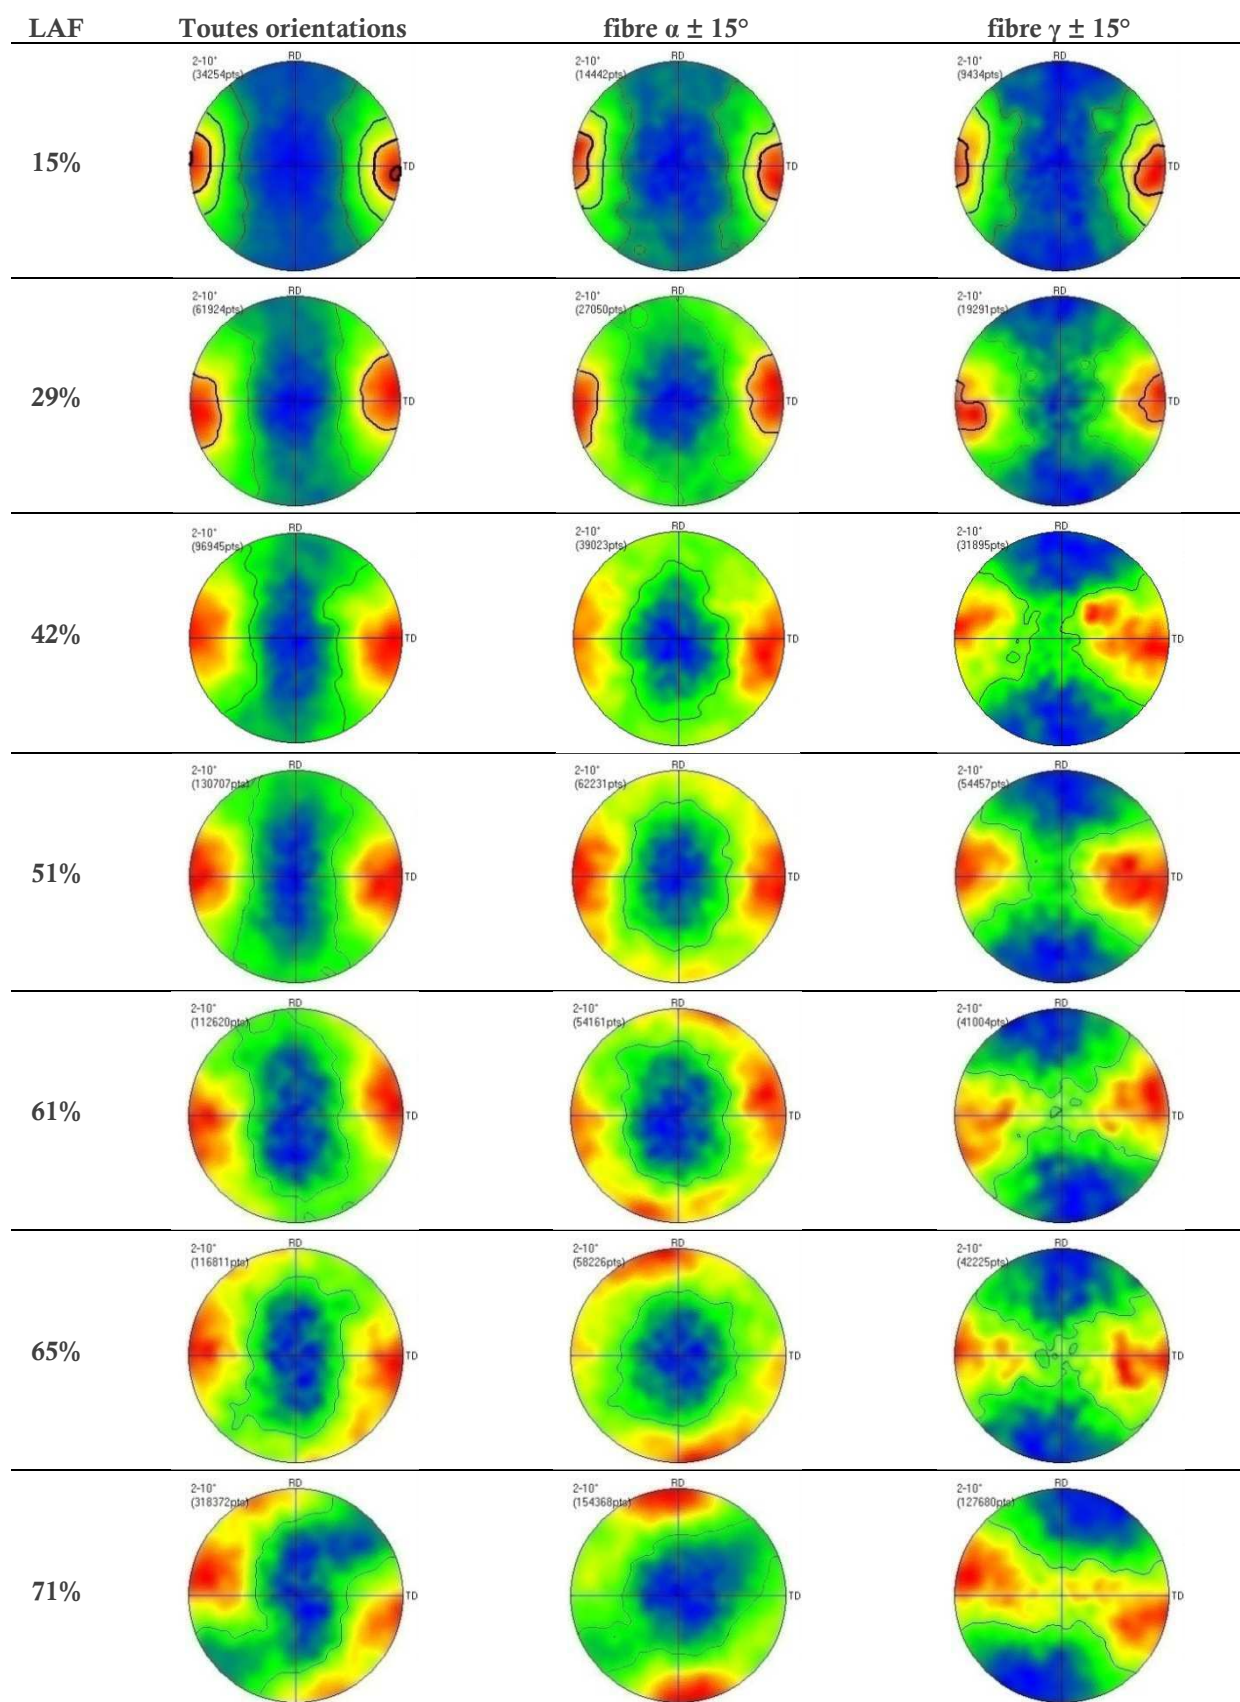 LAF Toutes orientations fibre α ± 15° fibre γ ± 15°
RD RD RD
2-10° 2-10° 2-10°
(34254pts) (14442pts) (9434pts)
15% TD TD TD
RD RD RD
2-10° 2-10° 2-10°
(61924pts) (27050pts) (19291pts)
29% TD TD TD
RD RD RD
2-10° 2-10° 2-10°
(96945pts) (39023pts) (31895pts)
42% TD TD TD
RD RD RD
2-10° 2-10° 2-10°
(130707pts) (62231pts) (54457pts)
51% TD TD TD
RD RD RD
2-10° 2-10° 2-10°
(112620pts) (54161pts) (41004pts)
61% TD TD TD
RD RD RD
2-10° 2-10° 2-10°
(116811pts) (58226pts) (42225pts)
65% TD TD TD
RD RD RD
2-10° 2-10° 2-10°
(318372pts) (154368pts) (127680pts)
71% TD TD TD